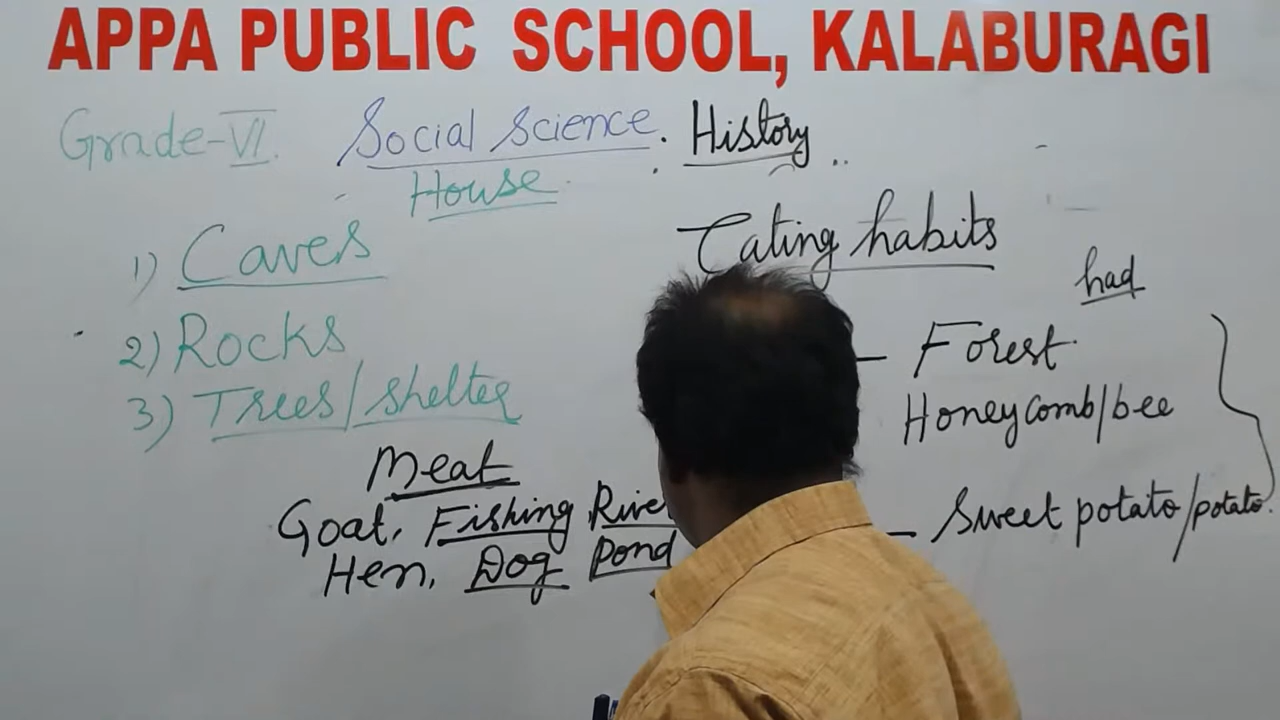 APPA PUBLIC SCHOOL, KALABURAGI
Grade-VI. Social Science. History
House
1) Caves
2) Rocks
3) Trees/shelter
Meat
Goat, Fishing River
Hen, Dog Pond
Eating habits
had
— Forest
Honeycomb/bee
— Sweet potato/potato.